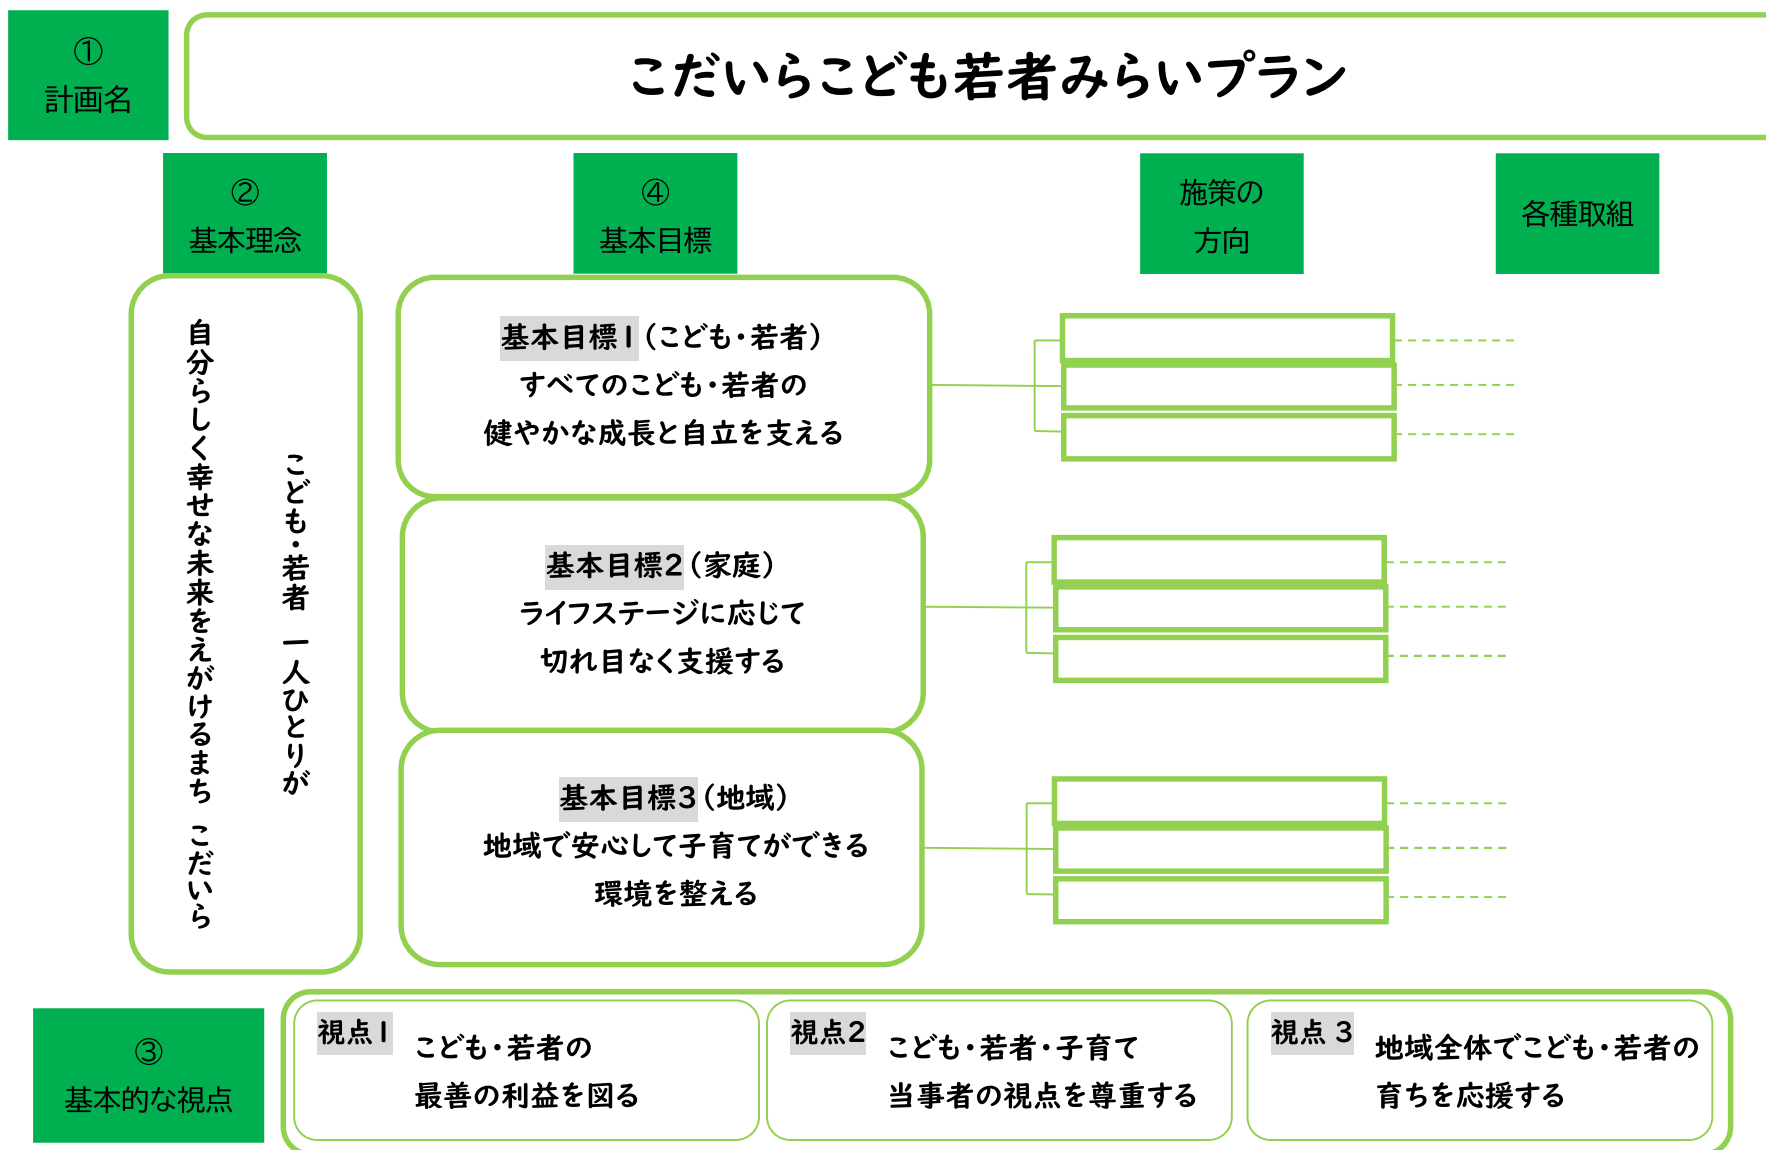 ①
計画名
こだいらこども若者みらいプラン
②
基本理念
④
基本目標
施策の
方向
各種取組
こども・若者 一人ひとりが
自分らしく幸せな未来をえがけるまち こだいら
基本目標1(こども・若者)
すべてのこども・若者の
健やかな成長と自立を支える
基本目標2(家庭)
ライフステージに応じて
切れ目なく支援する
基本目標3(地域)
地域で安心して子育てができる
環境を整える
③
基本的な視点
視点1
こども・若者の
最善の利益を図る
視点2
こども・若者・子育て
当事者の視点を尊重する
視点 3
地域全体でこども・若者の
育ちを応援する